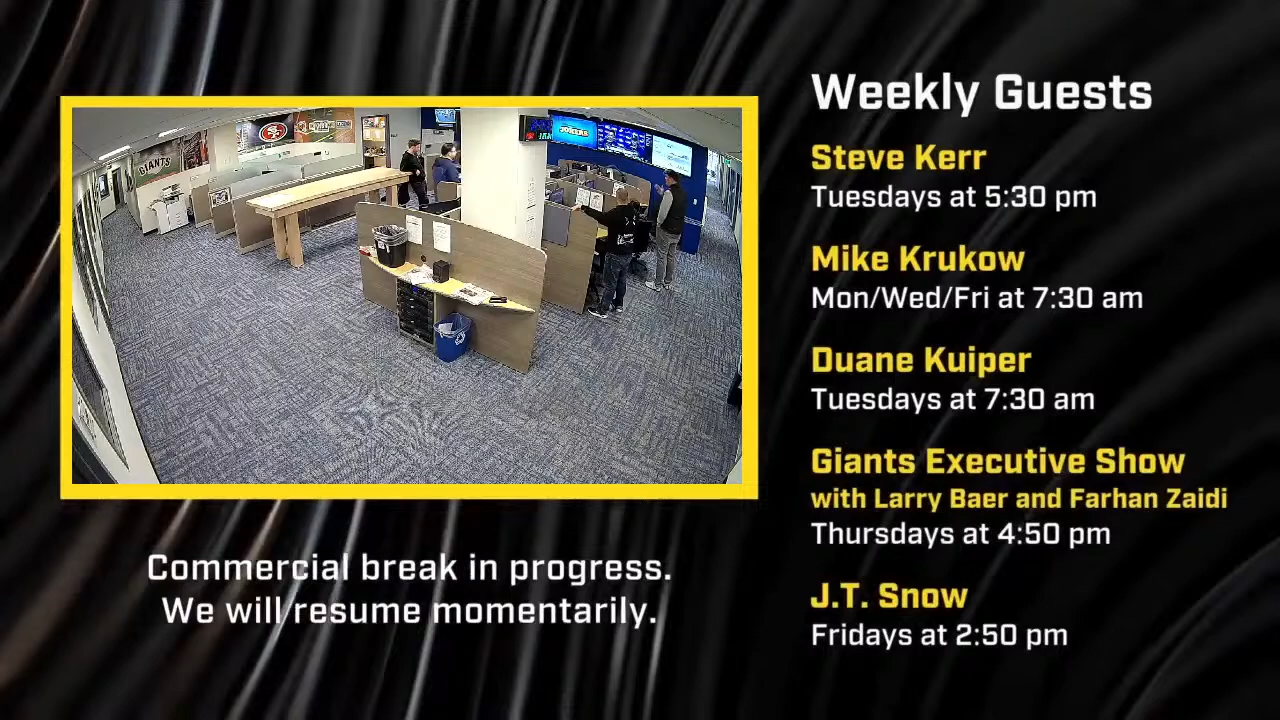 Weekly Guests
Steve Kerr
Tuesdays at 5:30 pm
Mike Krukow
Mon/Wed/Fri at 7:30 am
Duane Kuiper
Tuesdays at 7:30 am
Giants Executive Show
with Larry Baer and Farhan Zaidi
Thursdays at 4:50 pm
J.T. Snow
Fridays at 2:50 pm
GIANTS
Commercial break in progress.
We will resume momentarily.